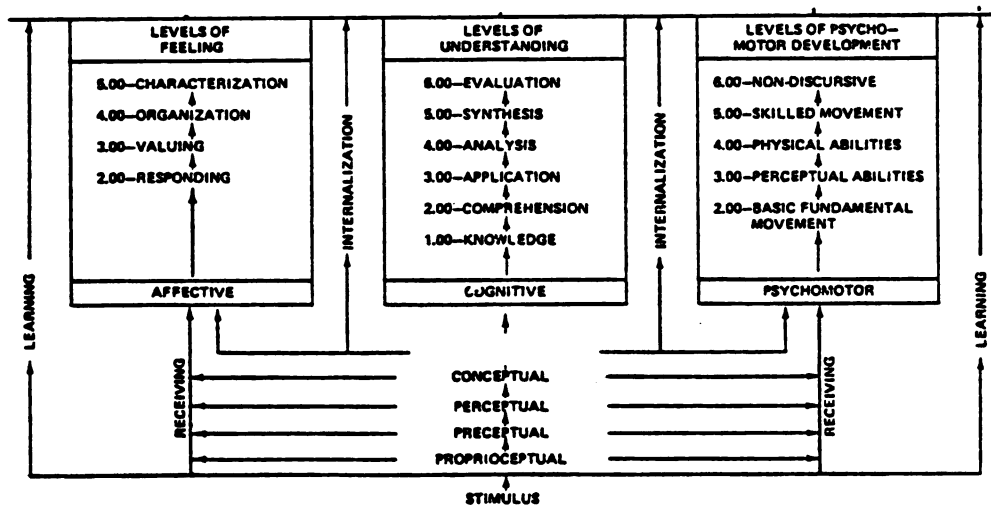 LEVELS OF
FEELING
5.00—CHARACTERIZATION
4.00—ORGANIZATION
3.00—VALUING
2.00—RESPONDING
AFFECTIVE
LEVELS OF
UNDERSTANDING
6.00—EVALUATION
5.00—SYNTHESIS
4.00—ANALYSIS
3.00—APPLICATION
2.00—COMPREHENSION
1.00—KNOWLEDGE
COGNITIVE
LEVELS OF PSYCHO-
MOTOR DEVELOPMENT
6.00—NON-DISCURSIVE
5.00—SKILLED MOVEMENT
4.00—PHYSICAL ABILITIES
3.00—PERCEPTUAL ABILITIES
2.00—BASIC FUNDAMENTAL
MOVEMENT
PSYCHOMOTOR
LEARNING
INTERNALIZATION
INTERNALIZATION
LEARNING
RECEIVING
RECEIVING
CONCEPTUAL
PERCEPTUAL
PRECEPTUAL
PROPRIOCEPTUAL
STIMULUS